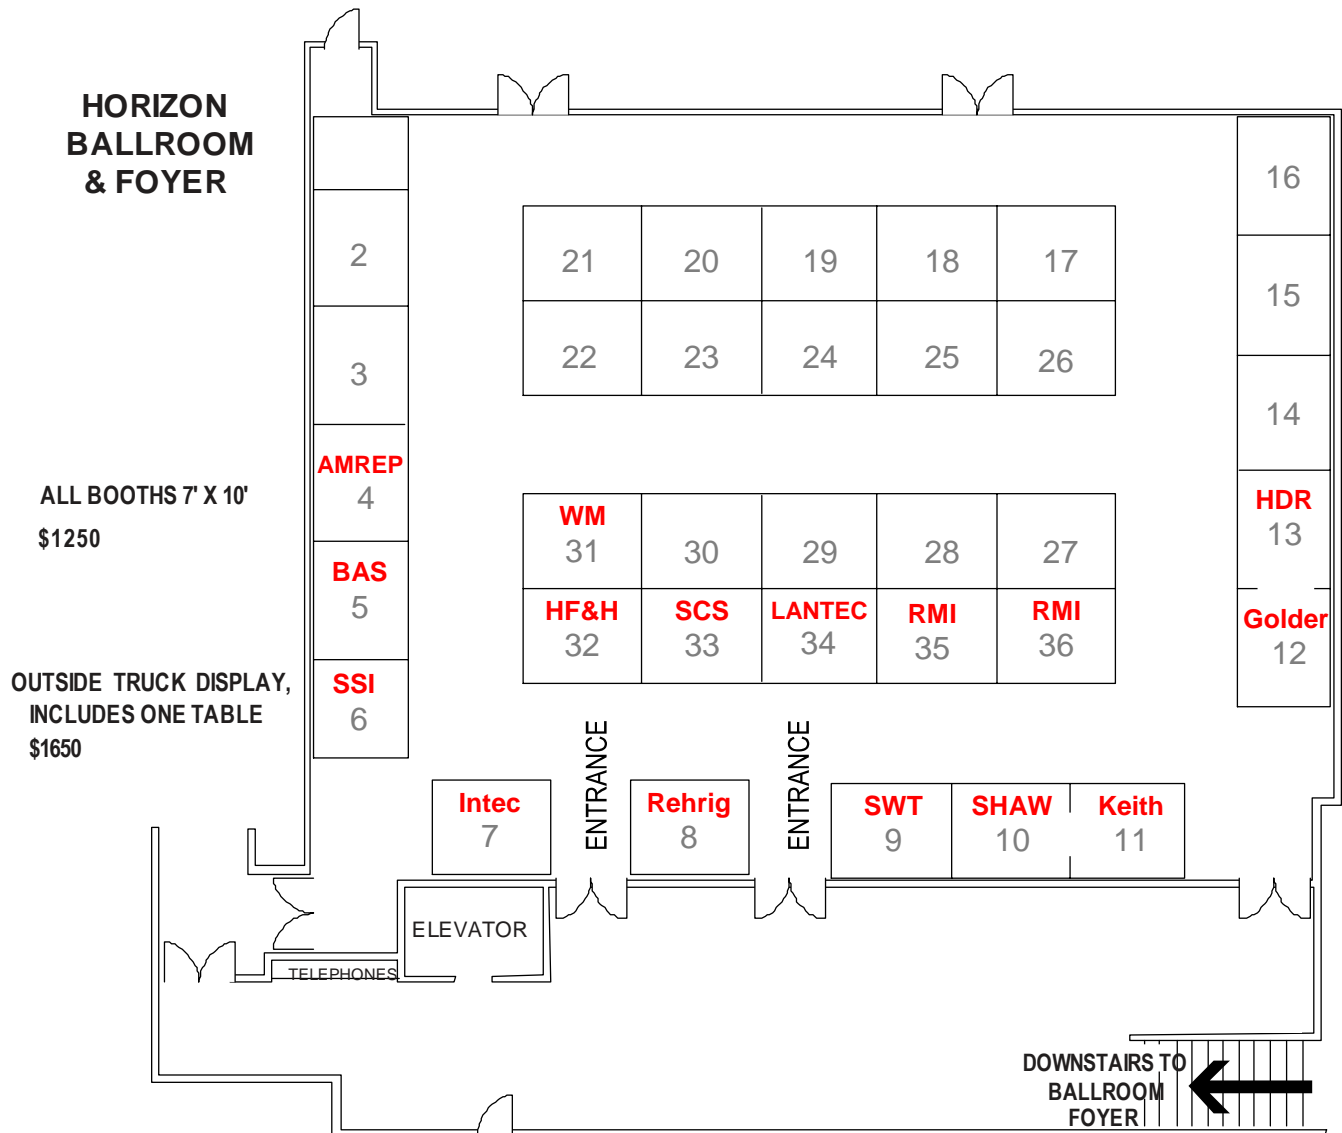 HORIZON
BALLROOM
& FOYER
16
2
21 20 19 18 17
15
22 23 24 25 26
3
14
AMREP
4
ALL BOOTHS 7' X 10'
$1250
HDR
13
WM
31 30 29 28 27
BAS
5
HF&H SCS LANTEC RMI RMI
32 33 34 35 36
Golder
12
OUTSIDE TRUCK DISPLAY,
INCLUDES ONE TABLE
$1650
SSI
6
ENTRANCE
ENTRANCE
Intec Rehrig SWT SHAW Keith
7 8 9 10 11
ELEVATOR
TELEPHONES
DOWNSTAIRS TO
BALLROOM
FOYER